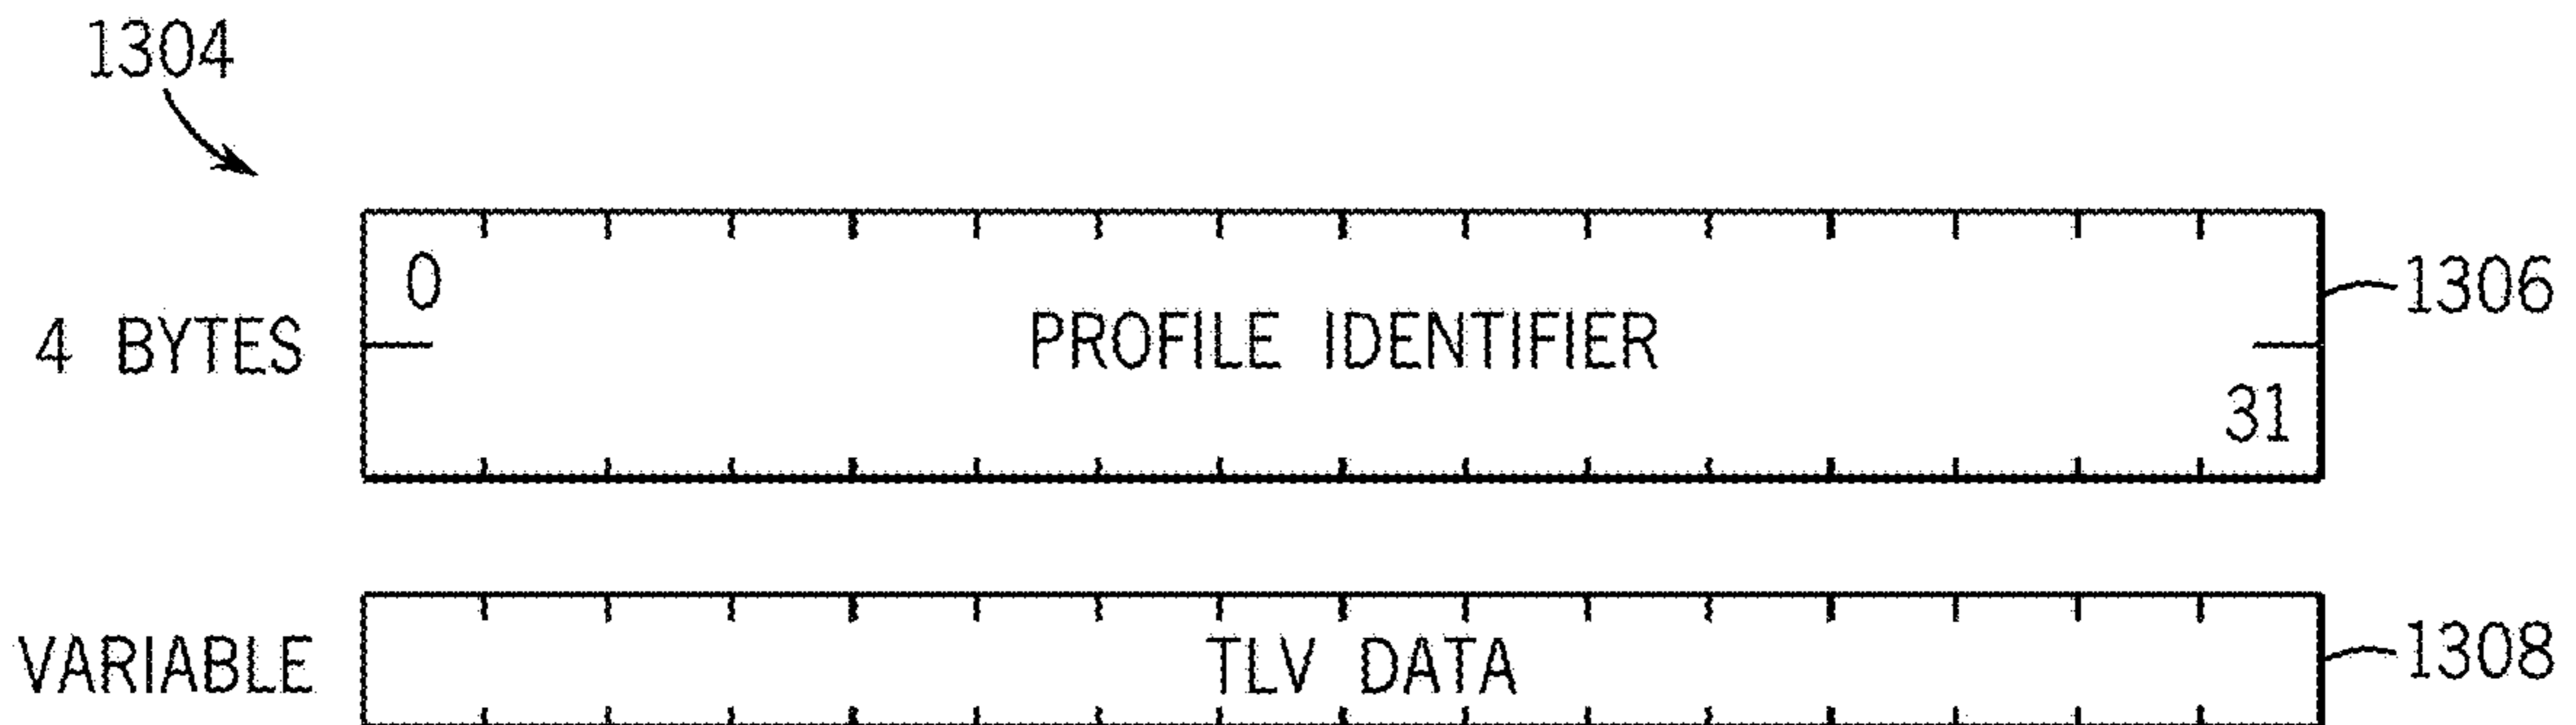 1304
0
1306
4 BYTES PROFILE IDENTIFIER
31
VARIABLE TLV DATA 1308